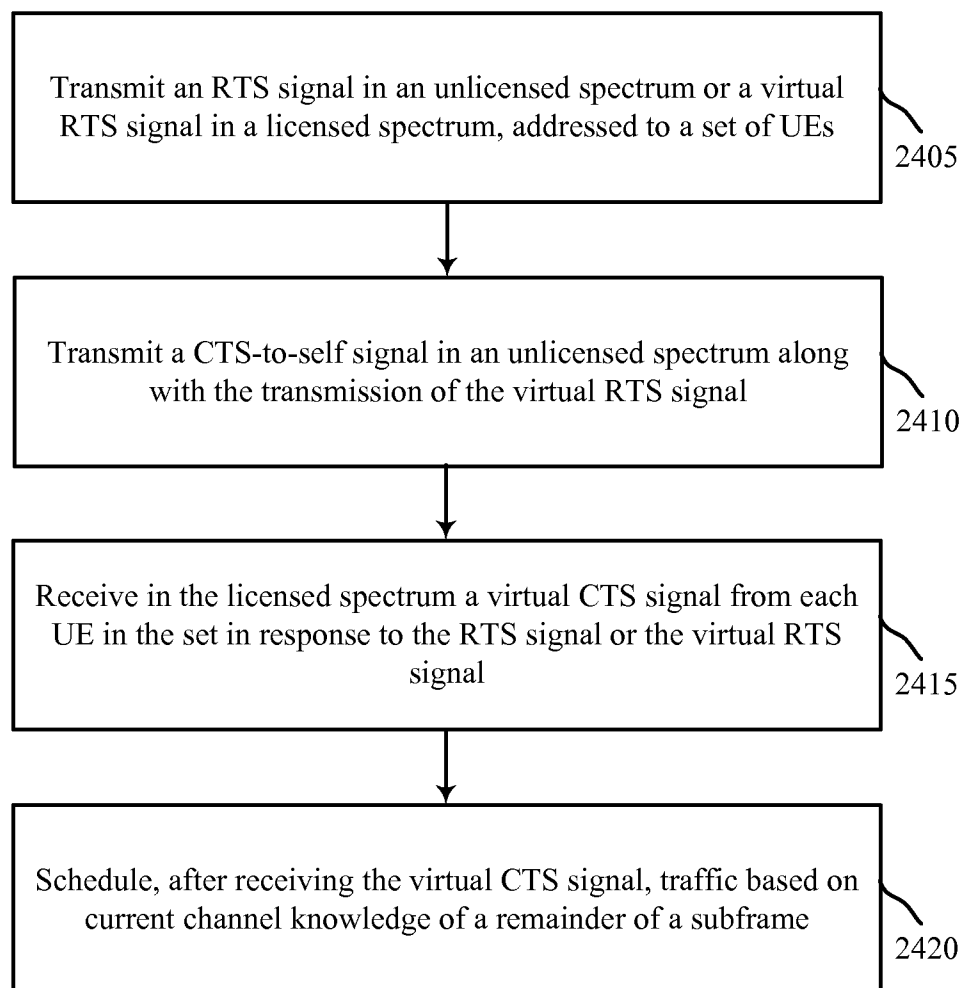 Transmit an RTS signal in an unlicensed spectrum or a virtual
RTS signal in a licensed spectrum, addressed to a set of UEs
2405
Transmit a CTS-to-self signal in an unlicensed spectrum along
with the transmission of the virtual RTS signal
2410
Receive in the licensed spectrum a virtual CTS signal from each
UE in the set in response to the RTS signal or the virtual RTS
signal
2415
Schedule, after receiving the virtual CTS signal, traffic based on
current channel knowledge of a remainder of a subframe
2420